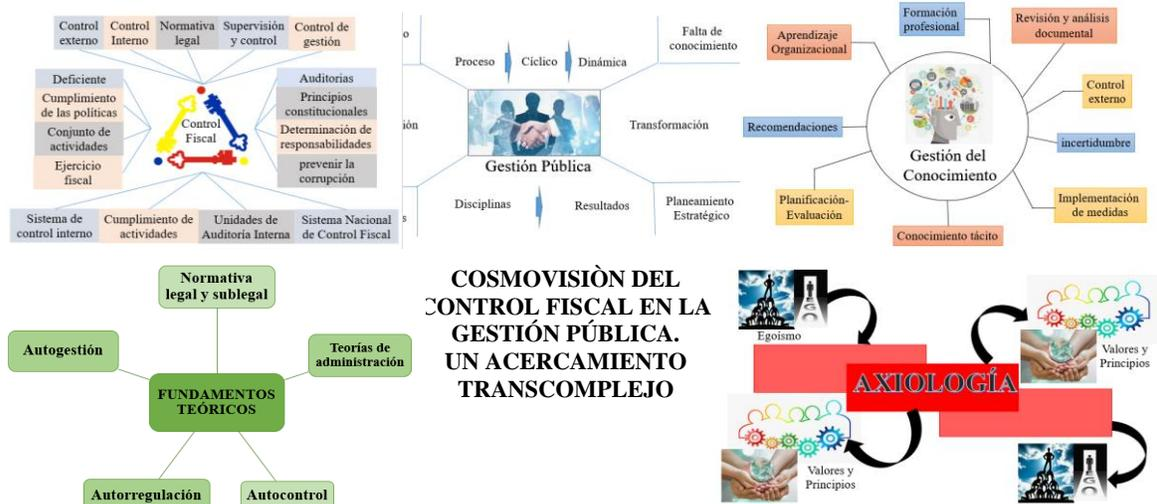 Control
externo
Control
Interno
Normativa
legal
Supervisión
y control
Control de
gestión
Deficiente
Cumplimiento
de las políticas
Conjunto de
actividades
Ejercicio
fiscal
Control
Fiscal
Auditorias
Principios
constitucionales
Determinación de
responsabilidades
prevenir la
corrupción
Sistema de
control interno
Cumplimiento de
actividades
Unidades de
Auditoría Interna
Sistema Nacional
de Control Fiscal
Proceso
Cíclico
Dinámica
Falta de
conocimiento
Gestión Pública
Transformación
Disciplinas
Resultados
Planeamiento
Estratégico
Formación
profesional
Revisión y análisis
documental
Aprendizaje
Organizacional
Control
externo
Recomendaciones
incertidumbre
Gestión del
Conocimiento
Planificación-
Evaluación
Implementación
de medidas
Conocimiento tácito
Normativa
legal y sublegal
Autogestión
Teorías de
administración
FUNDAMENTOS
TEÓRICOS
Autorregulación
Autocontrol
COSMOVISIÒN DEL
CONTROL FISCAL EN LA
GESTIÓN PÚBLICA.
UN ACERCAMIENTO
TRANSCOMPLEJO
EGO
Egoísmo
Valores y
Principios
AXIOLOGÍA
Valores y
Principios
EGO